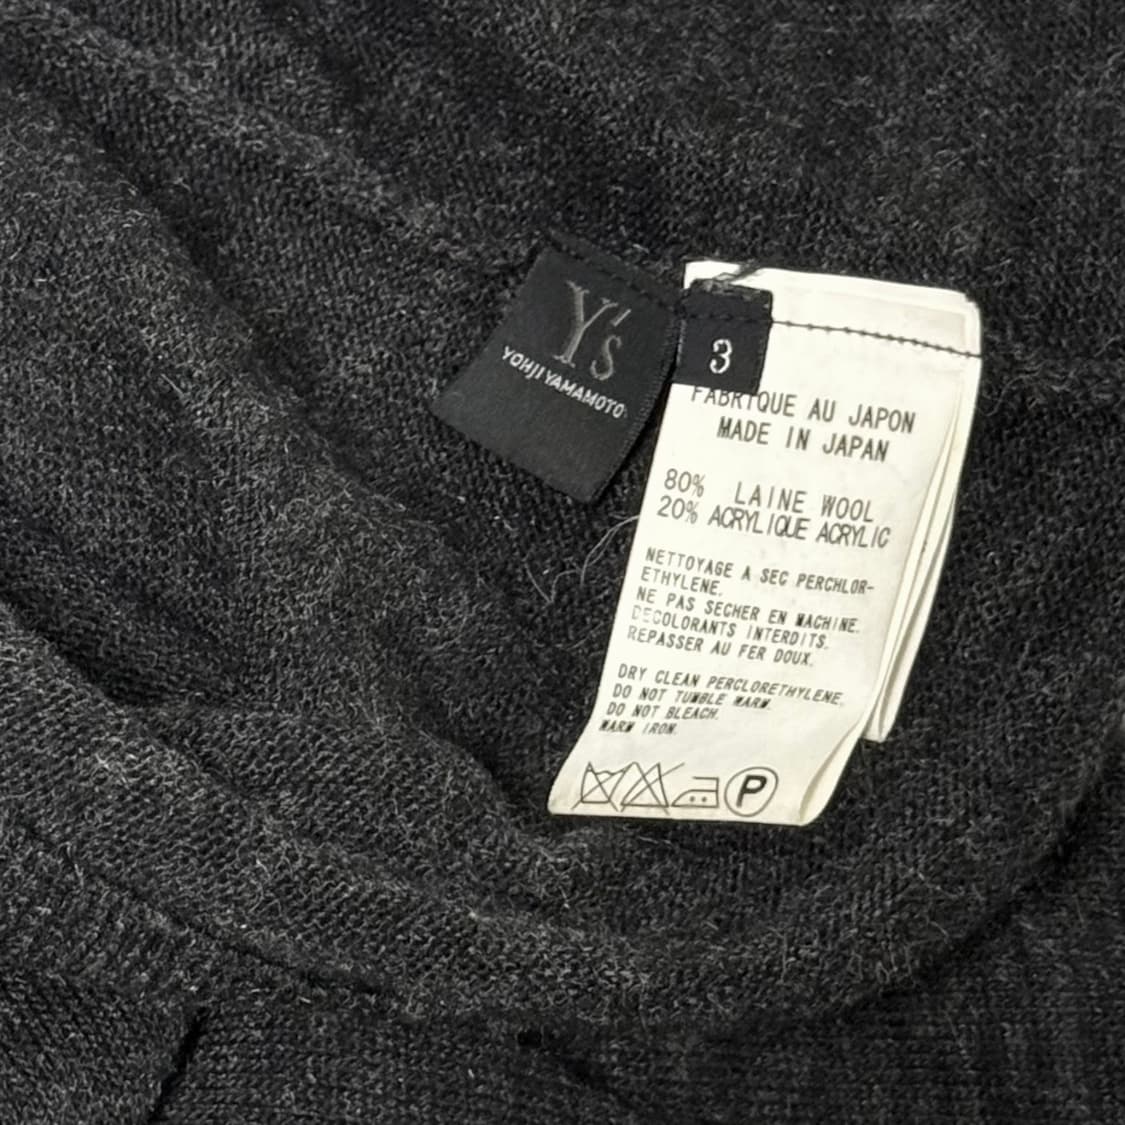 Y's
YOHJI YAMAMOTO
3
FABRIQUE AU JAPON
MADE IN JAPAN
80% LAINE WOOL
20% ACRYLIQUE ACRYLIC
NETTOYAGE A SEC PERCHLOR-
ETHYLENE.
NE PAS SECHER EN MACHINE.
DECOLORANTS INTERDITS.
REPASSER AU FER DOUX.
DRY CLEAN PERCLORETHYLENE.
DO NOT TUMBLE WARM.
DO NOT BLEACH.
WARM IRON.
P